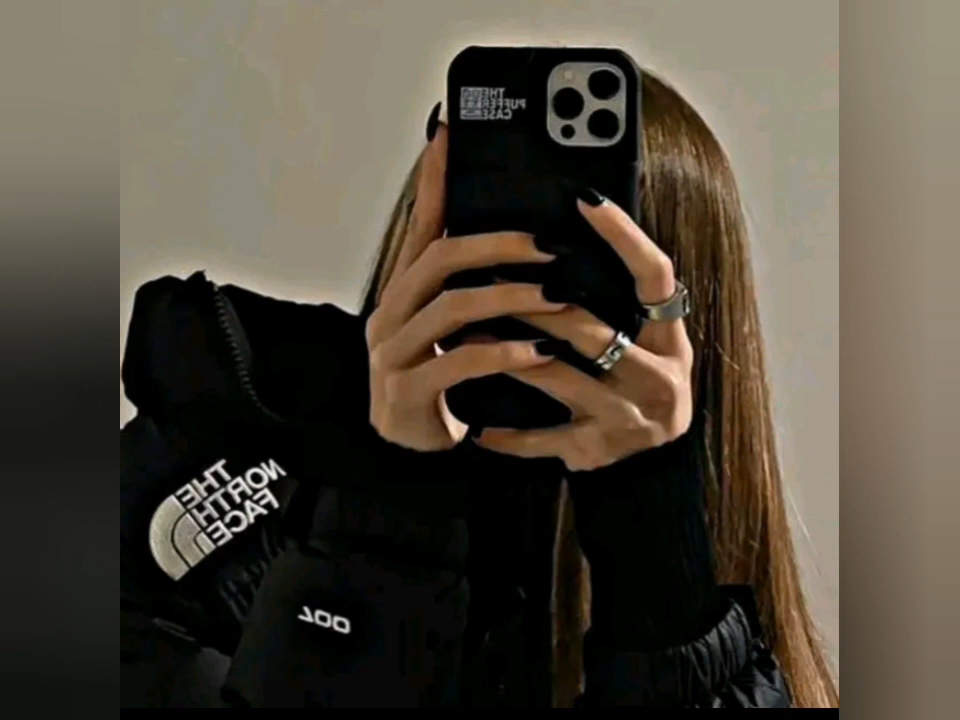 THE
PUFFER
CASE
THE
NORTH
FACE
700